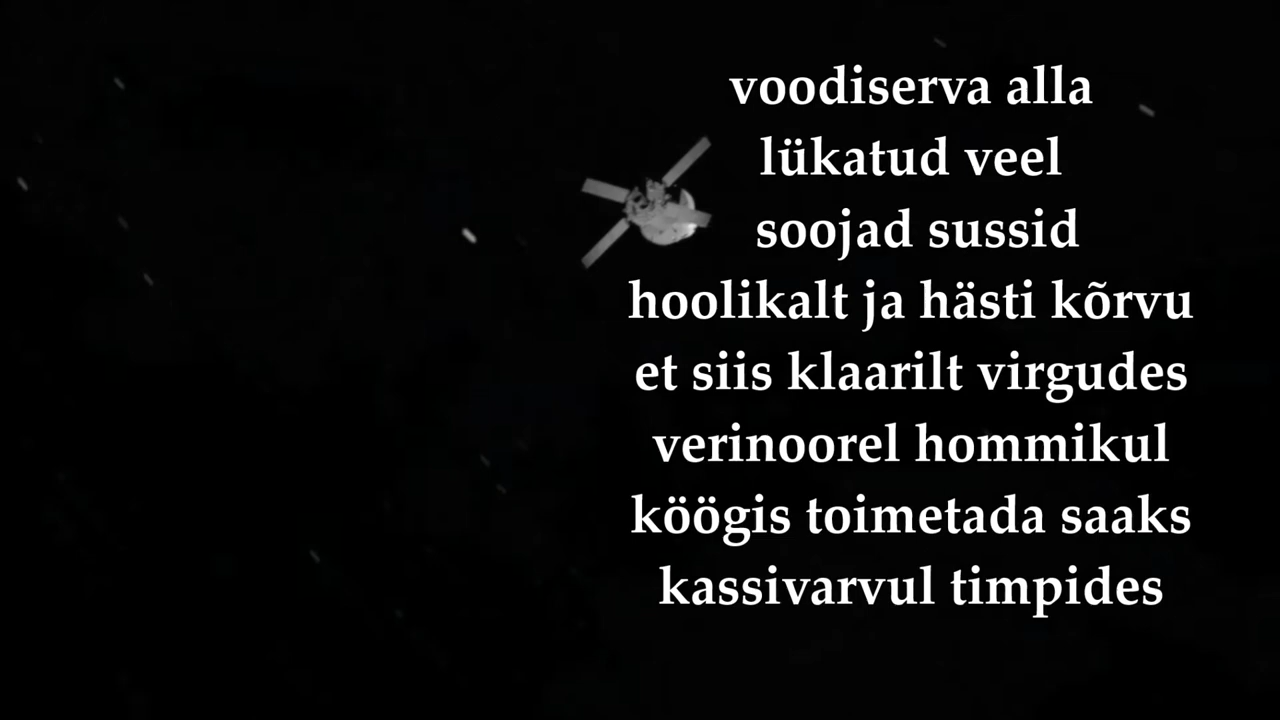 voodiserva alla
lükatud veel
soojad sussid
hoolikalt ja hästi kõrvu
et siis klaarilt virgudes
verinoorel hommikul
köögis toimetada saaks
kassivarvul timpides